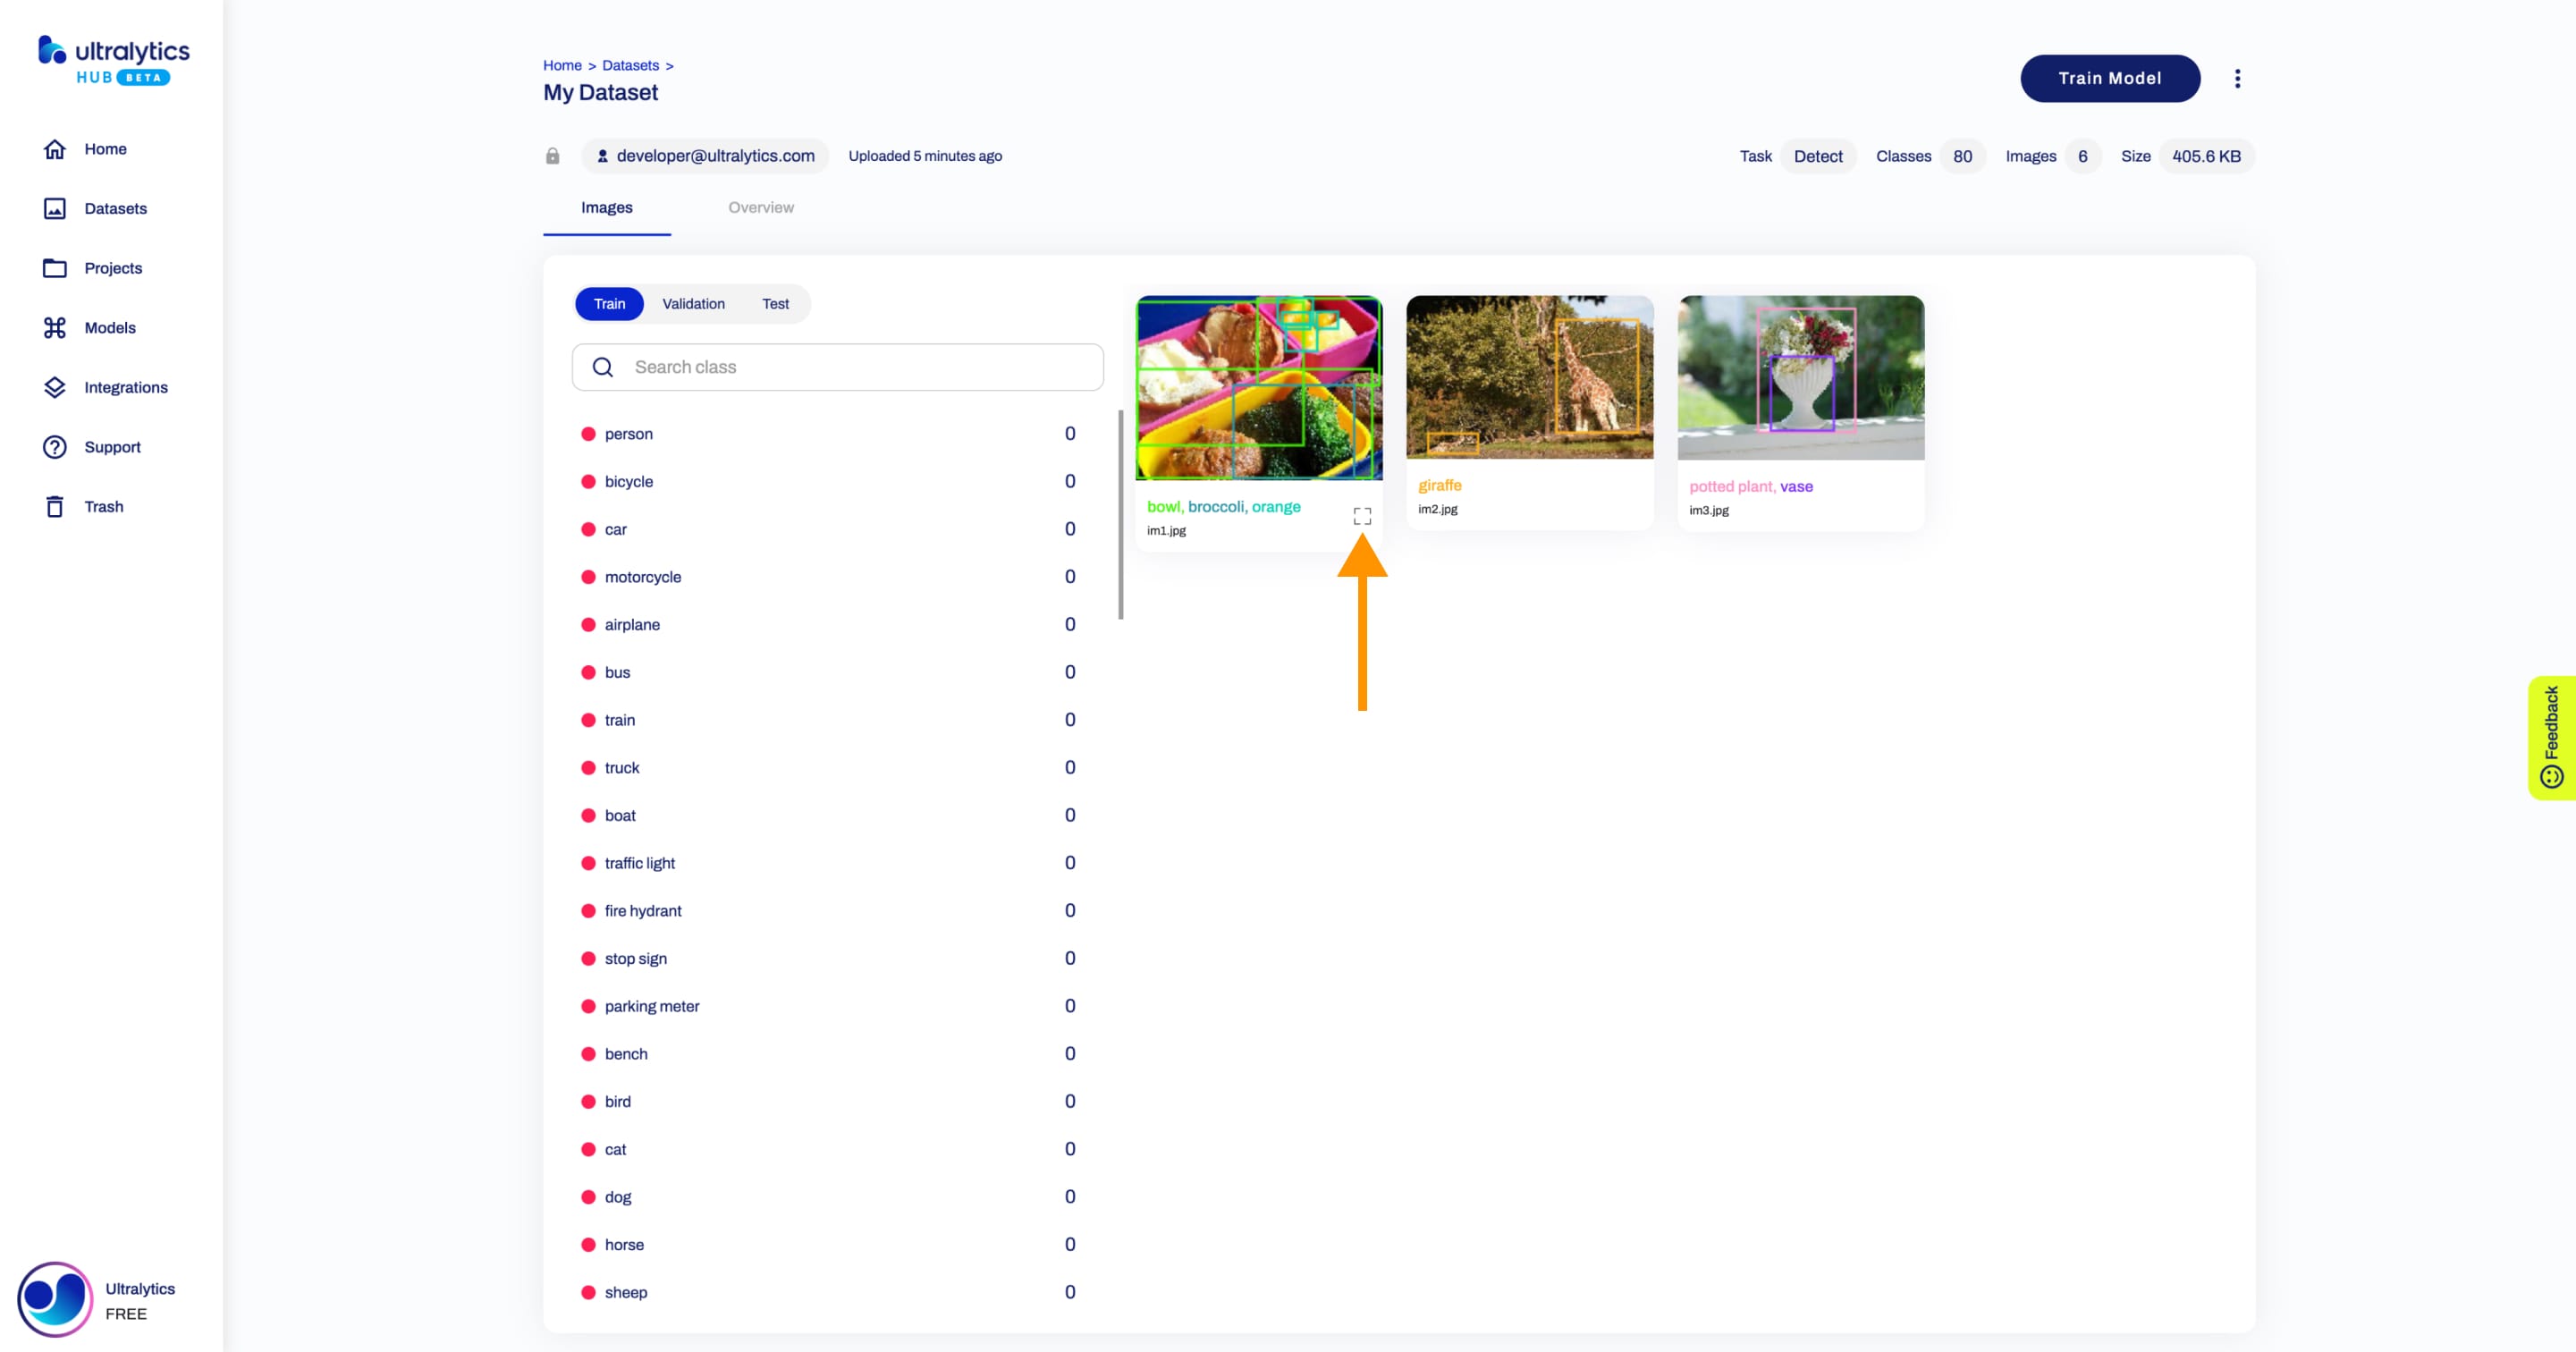 ultralytics
HUB BETA
Home
Datasets
Projects
Models
Integrations
Support
Trash
Ultralytics
FREE
Home > Datasets >
My Dataset
Train Model
developer@ultralytics.com
Uploaded 5 minutes ago
Task Detect Classes 80 Images 6 Size 405.6 KB
Images
Overview
Train Validation Test
Search class
person 0
bicycle 0
car 0
motorcycle 0
airplane 0
bus 0
train 0
truck 0
boat 0
traffic light 0
fire hydrant 0
stop sign 0
parking meter 0
bench 0
bird 0
cat 0
dog 0
horse 0
sheep 0
bowl, broccoli, orange
im1.jpg
giraffe
im2.jpg
potted plant, vase
im3.jpg
Feedback